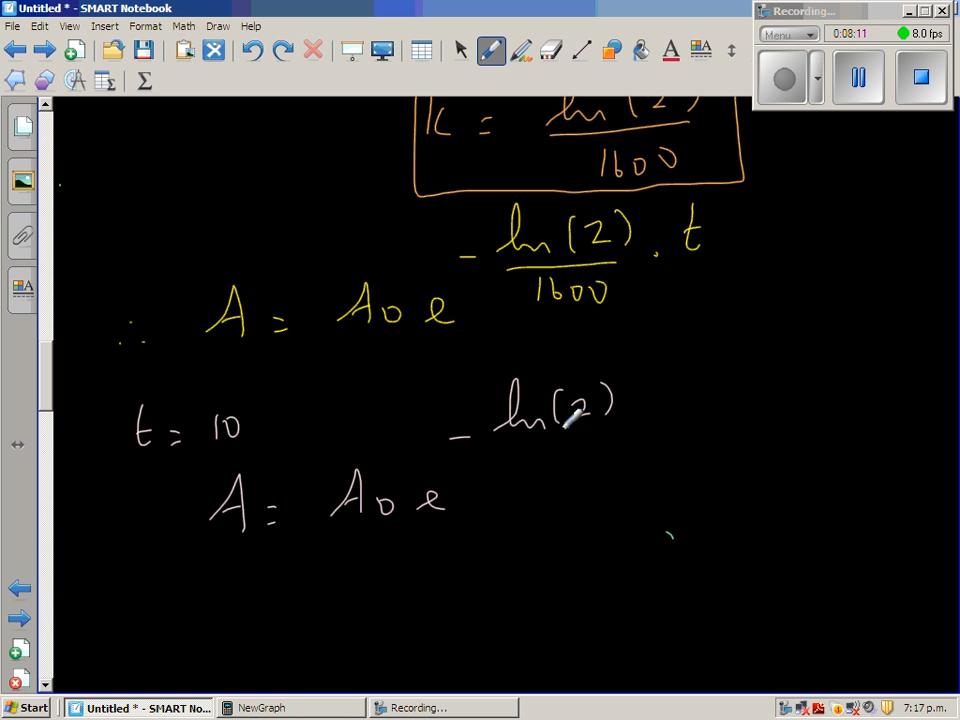 Untitled * - SMART Notebook
File Edit View Insert Format Math Draw Help
Recording...
Menu 0:08:11 8.0 fps
K = ln(2)
1600
∴ A = A0 e - ln(2) . t
1600
t = 10
A = A0 e - ln(2)
Start Untitled * - SMART Not... NewGraph Recording... 7:17 p.m.